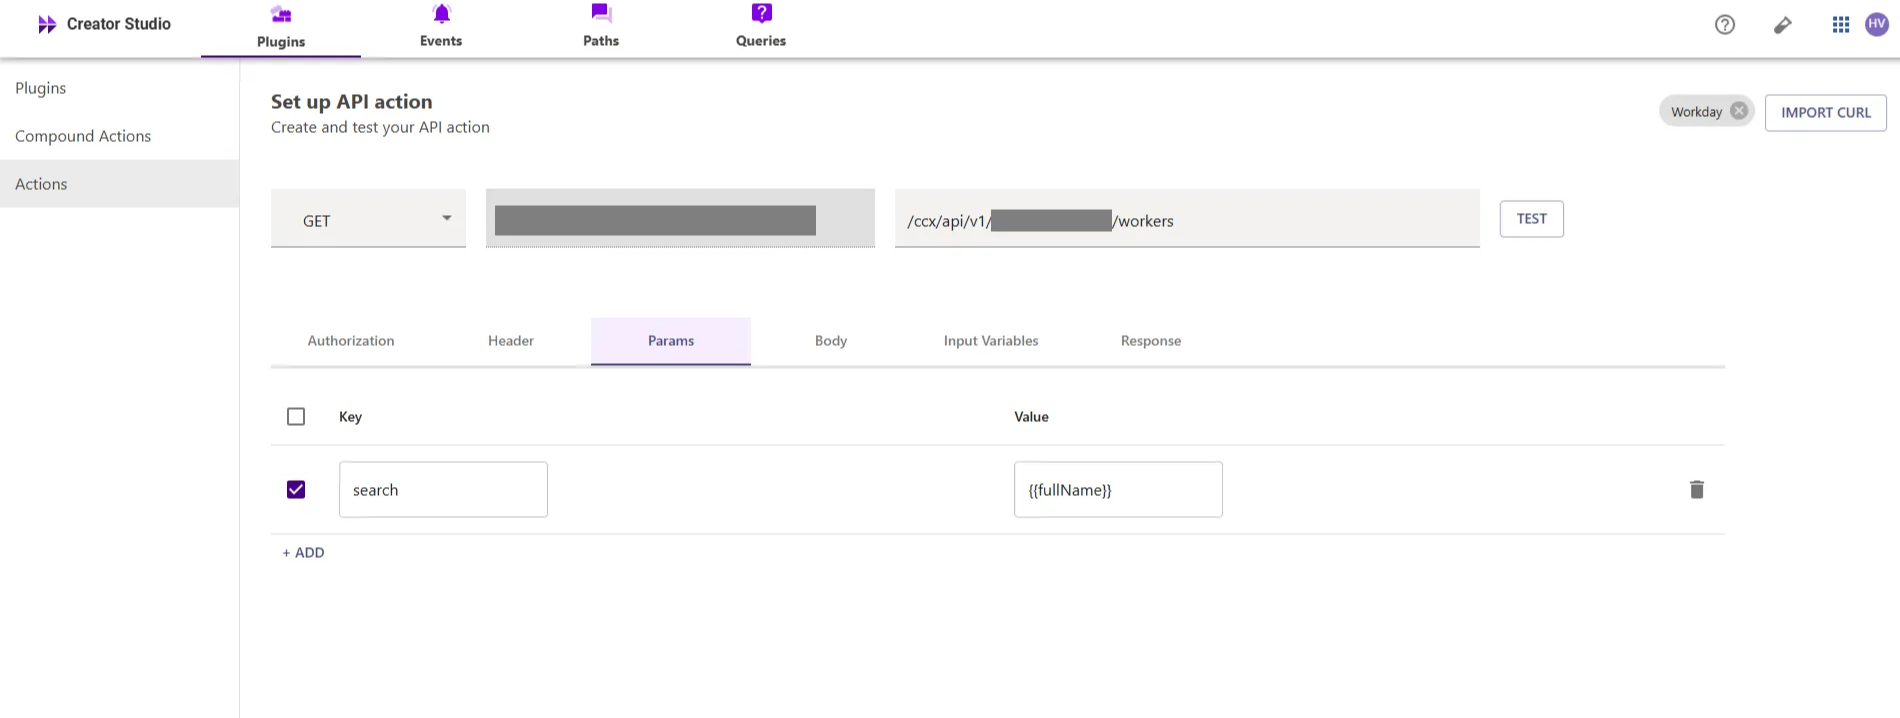 Creator Studio
Plugins
Events
Paths
Queries
HV
Plugins
Compound Actions
Actions
Set up API action
Create and test your API action
Workday
IMPORT CURL
GET
/ccx/api/v1/
/workers
TEST
Authorization
Header
Params
Body
Input Variables
Response
Key
Value
search
{{fullName}}
+ ADD